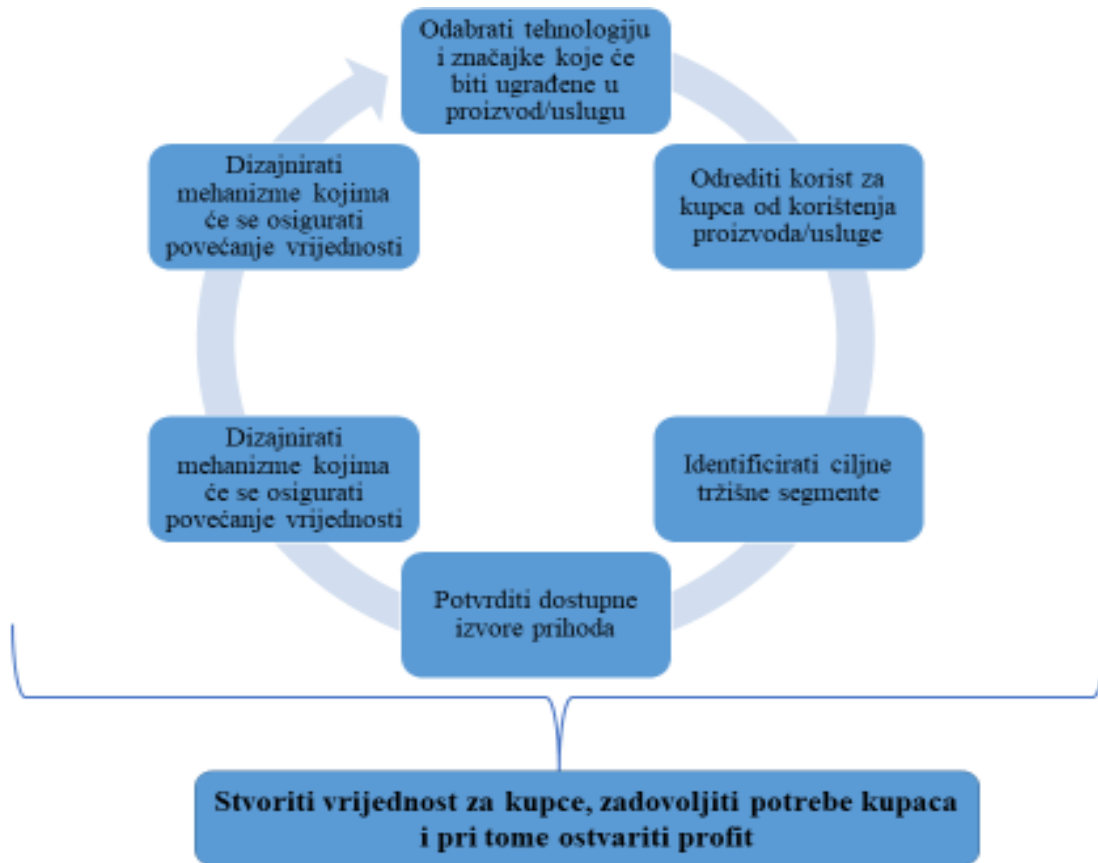 Odabrati tehnologiju
i značajke koje će
biti ugrađene u
proizvod/uslugu
Odrediti korist za
kupca od korištenja
proizvoda/usluge
Identificirati ciljne
tržišne segmente
Potvrditi dostupne
izvore prihoda
Dizajnirati
mehanizme kojima
će se osigurati
povećanje vrijednosti
Dizajnirati
mehanizme kojima
će se osigurati
povećanje vrijednosti
Stvoriti vrijednost za kupce, zadovoljiti potrebe kupaca
i pri tome ostvariti profit